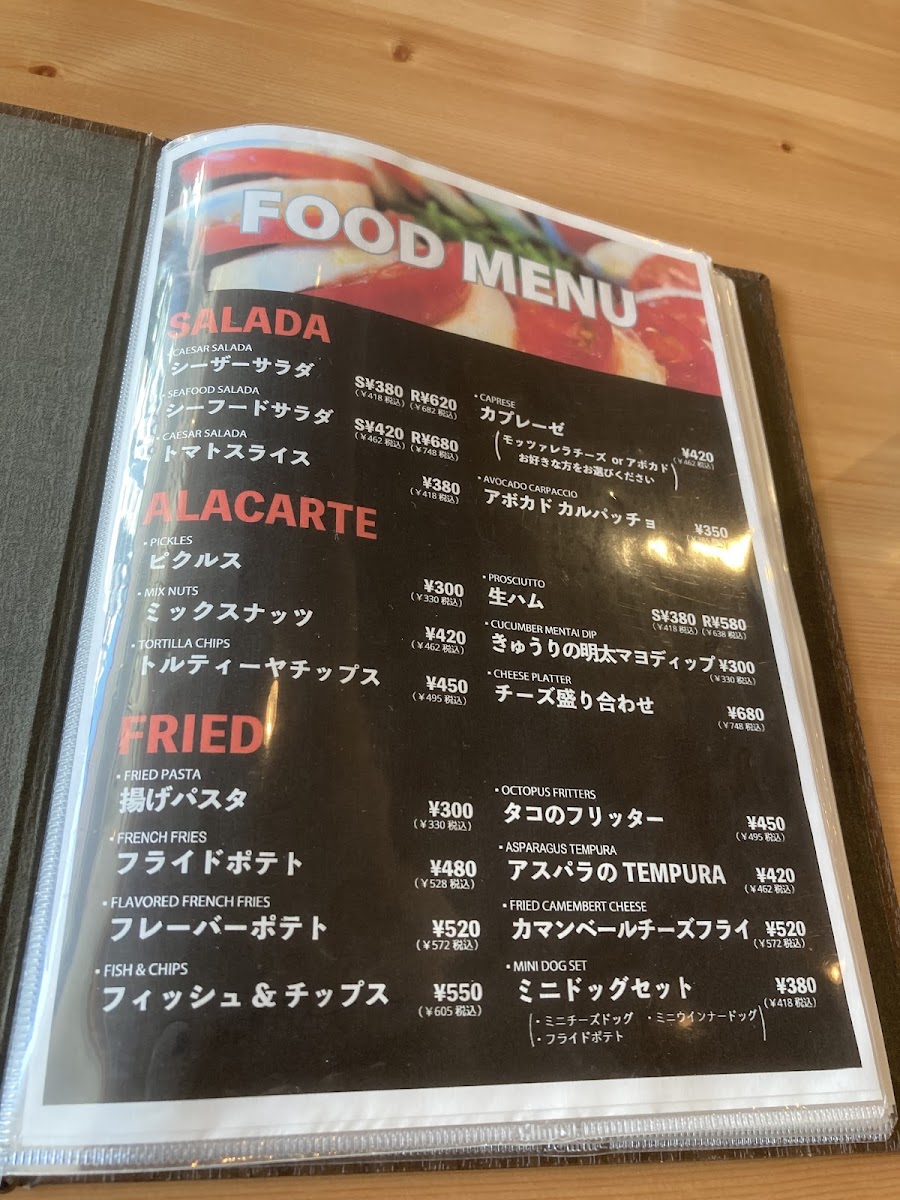 FOOD MENU
SALADA
・CAESAR SALADA
シーザーサラダ
S¥380 R¥620
(¥418 税込) (¥682 税込)
・SEAFOOD SALADA
シーフードサラダ
S¥420 R¥680
(¥462 税込) (¥748 税込)
・CAESAR SALADA
トマトスライス
¥380
(¥418 税込)
・CAPRESE
カプレーゼ
(モッツァレラチーズ or アボカド
お好きな方をお選びください)
¥420
(¥462 税込)
・AVOCADO CARPACCIO
アボカド カルパッチョ
¥350
ALACARTE
・PICKLES
ピクルス
¥300
(¥330 税込)
・MIX NUTS
ミックスナッツ
¥420
(¥462 税込)
・TORTILLA CHIPS
トルティーヤチップス
¥450
(¥495 税込)
・PROSCIUTTO
生ハム
S¥380 R¥580
(¥418 税込) (¥638 税込)
・CUCUMBER MENTAI DIP
きゅうりの明太マヨディップ ¥300
(¥330 税込)
・CHEESE PLATTER
チーズ盛り合わせ
¥680
(¥748 税込)
FRIED
・FRIED PASTA
揚げパスタ
¥300
(¥330 税込)
・FRENCH FRIES
フライドポテト
¥480
(¥528 税込)
・FLAVORED FRENCH FRIES
フレーバーポテト
¥520
(¥572 税込)
・FISH & CHIPS
フィッシュ & チップス
¥550
(¥605 税込)
・OCTOPUS FRITTERS
タコのフリッター
¥450
(¥495 税込)
・ASPARAGUS TEMPURA
アスパラの TEMPURA
¥420
(¥462 税込)
・FRIED CAMEMBERT CHEESE
カマンベールチーズフライ
¥520
(¥572 税込)
・MINI DOG SET
ミニドッグセット
¥380
(¥418 税込)
(・ミニチーズドッグ ・ミニウインナードッグ
・フライドポテト)